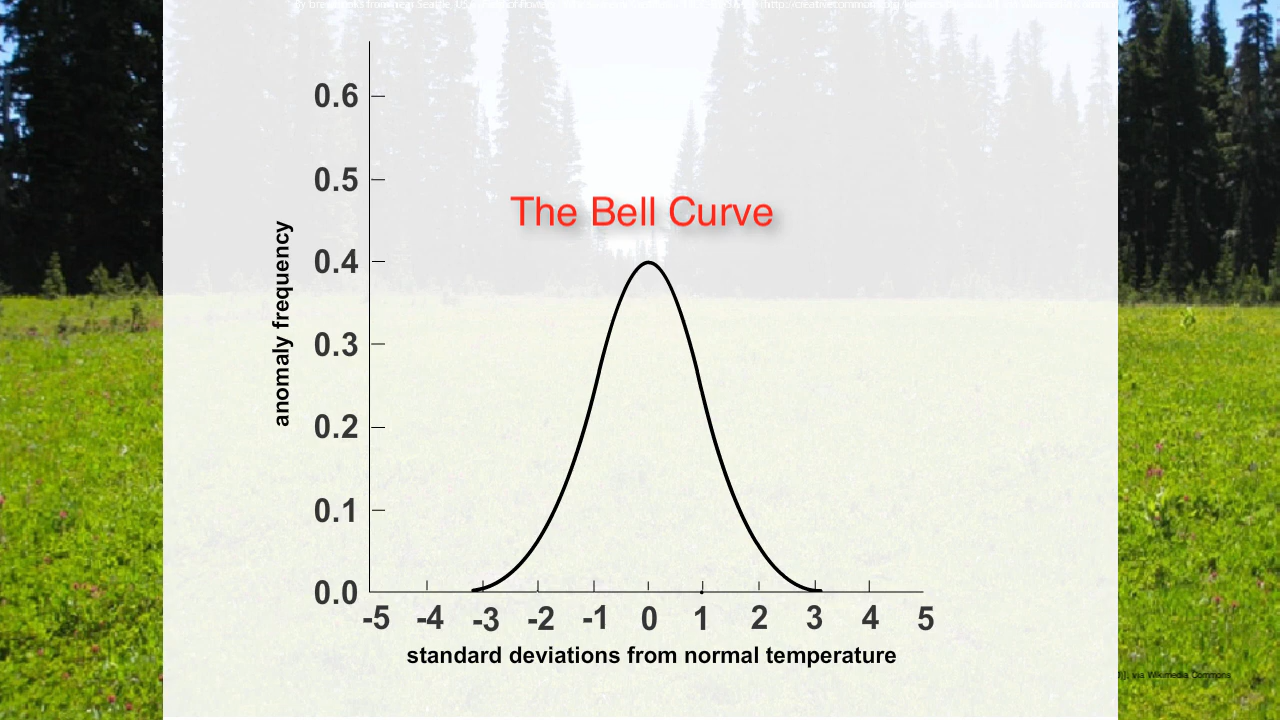 The Bell Curve
anomaly frequency
0.6
0.5
0.4
0.3
0.2
0.1
0.0
-5 -4 -3 -2 -1 0 1 2 3 4 5
standard deviations from normal temperature
via Wikimedia Commons